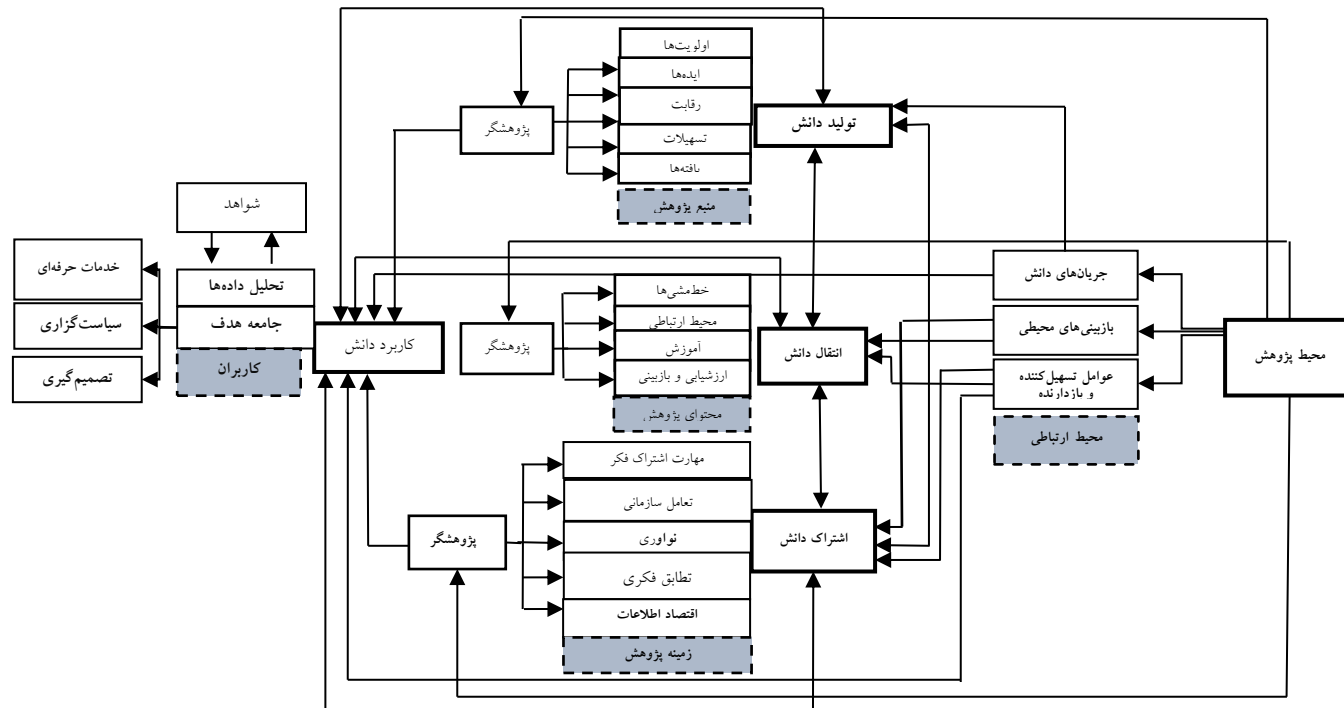 اولویت‌ها
ایده‌ها
رقابت
تسهیلات
یافته‌ها
منبع پژوهش
پژوهشگر
تولید دانش
شواهد
تحلیل داده‌ها
جامعه هدف
کاربران
خدمات حرفه‌ای
سیاست‌گزاری
تصمیم‌گیری
کاربرد دانش
پژوهشگر
خط‌مشی‌ها
محیط ارتباطی
آموزش
ارزشیابی و بازبینی
محتوای پژوهش
انتقال دانش
جریان‌های دانش
بازبینی‌های محیطی
عوامل تسهیل‌کننده
و بازدارنده
محیط ارتباطی
محیط پژوهش
پژوهشگر
مهارت اشتراک فکر
تعامل سازمانی
نواوری
تطابق فکری
اقتصاد اطلاعات
زمینه پژوهش
اشتراک دانش